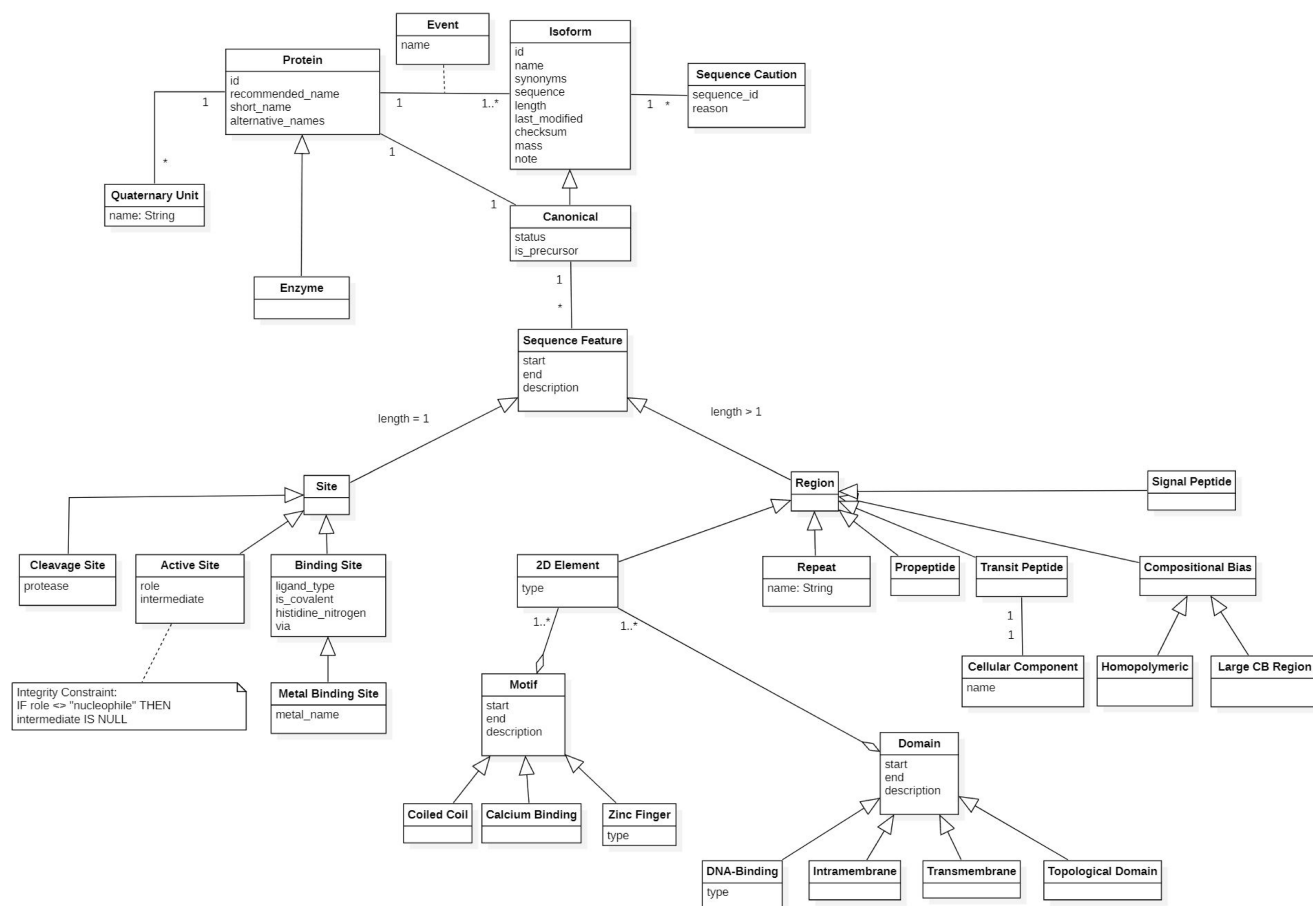 Event
name
Isoform
id
name
synonyms
sequence
length
last_modified
checksum
mass
note
Protein
id
recommended_name
short_name
alternative_names
Sequence Caution
sequence_id
reason
1
1
1..*
1
*
1
*
1
1
Quaternary Unit
name: String
Canonical
status
is_precursor
Enzyme
1
*
Sequence Feature
start
end
description
length = 1
length > 1
Site
Region
Signal Peptide
Cleavage Site
protease
Active Site
role
intermediate
Binding Site
ligand_type
is_covalent
histidine_nitrogen
via
2D Element
type
Repeat
name: String
Propeptide
Transit Peptide
Compositional Bias
1..*
1..*
1
1
Integrity Constraint:
IF role <> "nucleophile" THEN
intermediate IS NULL
Metal Binding Site
metal_name
Motif
start
end
description
Cellular Component
name
Homopolymeric
Large CB Region
Domain
start
end
description
Coiled Coil
Calcium Binding
Zinc Finger
type
DNA-Binding
type
Intramembrane
Transmembrane
Topological Domain